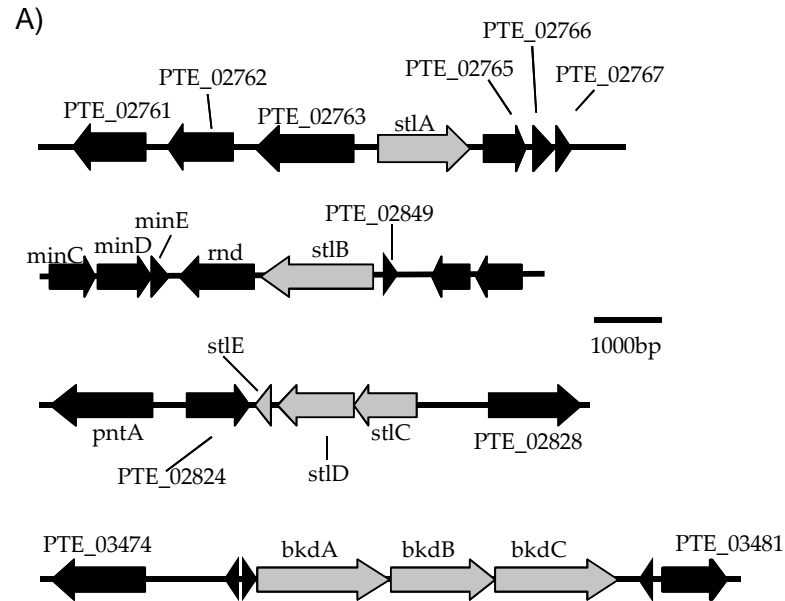 A)
PTE_02766
PTE_02762
PTE_02765
PTE_02767
PTE_02761
PTE_02763
stlA
PTE_02849
minE
minD
minC
rnd
stlB
1000bp
stlE
pntA
stlC
PTE_02828
PTE_02824
stlD
PTE_03474
bkdA
bkdB
bkdC
PTE_03481